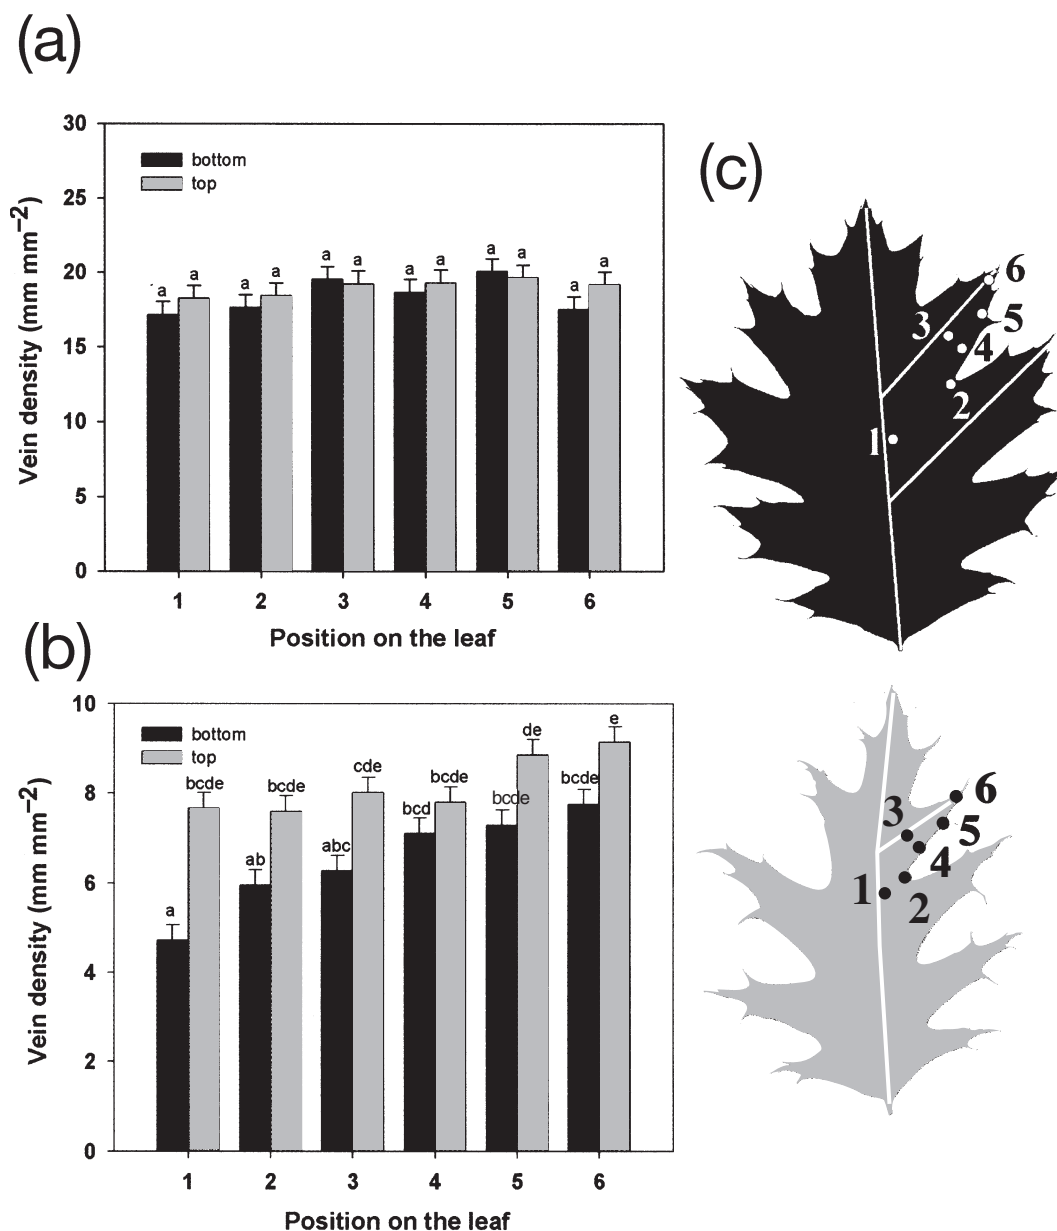 (a)
30
25
20
15
10
5
0
Vein density (mm mm−2)
bottom
top
a a a a a a a a a a a a
1 2 3 4 5 6
Position on the leaf
(b)
10
8
6
4
2
0
Vein density (mm mm−2)
bottom
top
a bcde ab bcde abc cde bcd bcde bcde de bcde e
1 2 3 4 5 6
Position on the leaf
(c)
6
5
3
4
2
1
6
3
5
4
1
2